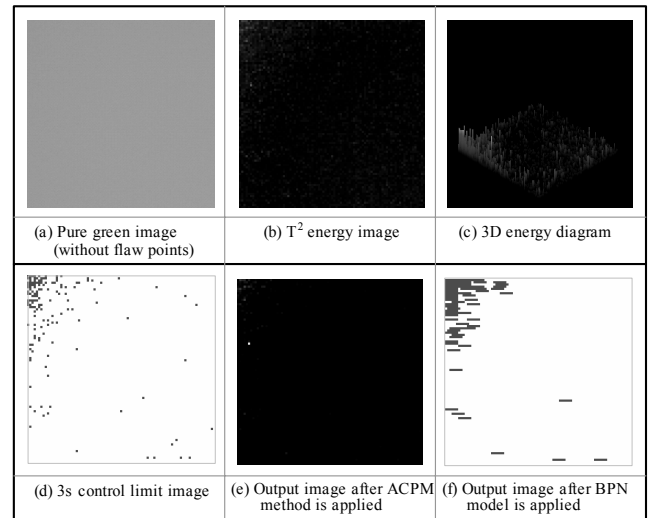 (a) Pure green image
(without flaw points)
(b) T² energy image
(c) 3D energy diagram
(d) 3s control limit image
(e) Output image after ACPM
method is applied
(f) Output image after BPN
model is applied